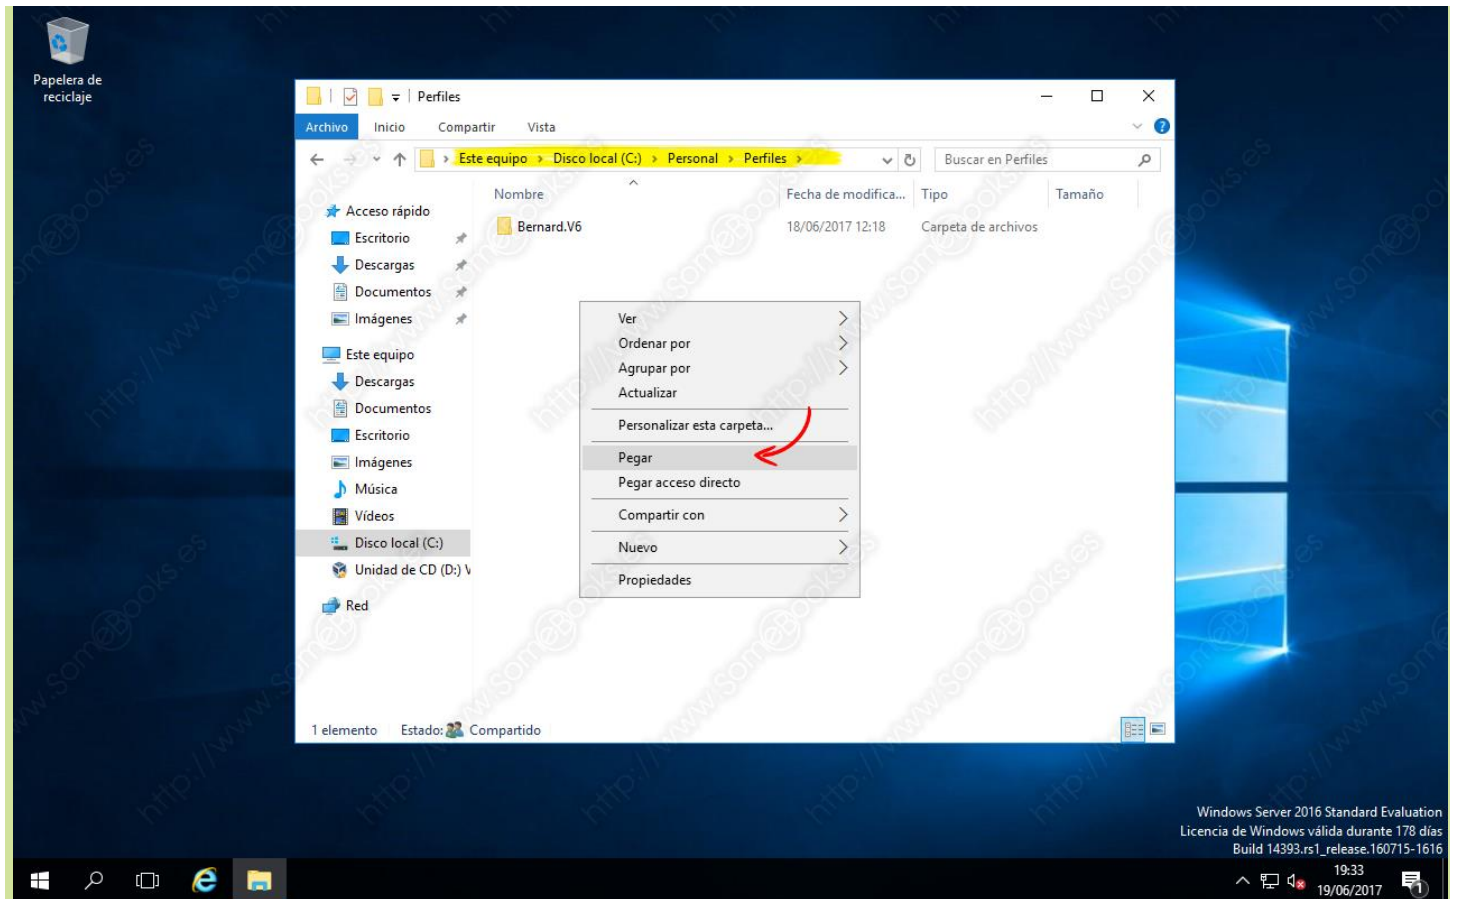 Papelera de
reciclaje
Perfiles
Archivo Inicio Compartir Vista
Este equipo > Disco local (C:) > Personal > Perfiles >
Buscar en Perfiles
Nombre Fecha de modifica... Tipo Tamaño
Bernard.V6 18/06/2017 12:18 Carpeta de archivos
Acceso rápido
Escritorio
Descargas
Documentos
Imágenes
Este equipo
Descargas
Documentos
Escritorio
Imágenes
Música
Vídeos
Disco local (C:)
Unidad de CD (D:) V
Red
Ver
Ordenar por
Agrupar por
Actualizar
Personalizar esta carpeta...
Pegar
Pegar acceso directo
Compartir con
Nuevo
Propiedades
1 elemento Estado: Compartido
Windows Server 2016 Standard Evaluation
Licencia de Windows válida durante 178 días
Build 14393.rs1_release.160715-1616
19:33
19/06/2017
1
http://www.SomeBooks.es